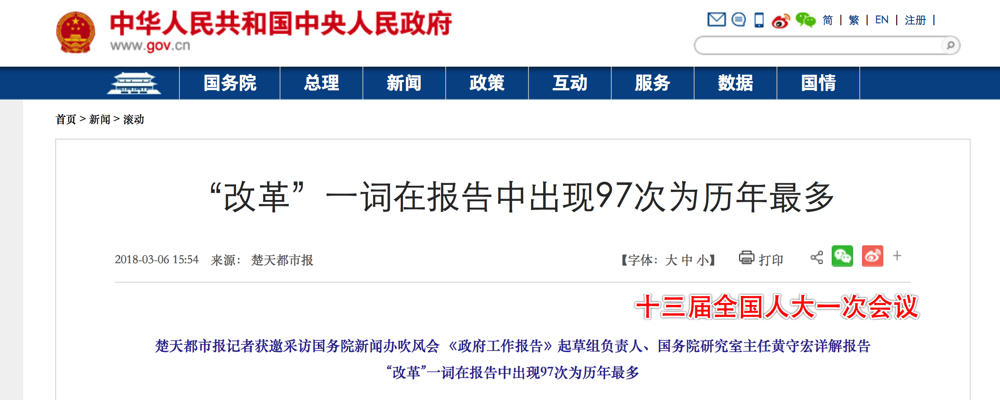 中华人民共和国中央人民政府
www.gov.cn
简 | 繁 | EN | 注册 |
国务院 总理 新闻 政策 互动 服务 数据 国情
首页 > 新闻 > 滚动
“改革”一词在报告中出现97次为历年最多
2018-03-06 15:54 来源： 楚天都市报 【字体：大 中 小】 打印
十三届全国人大一次会议
楚天都市报记者获邀采访国务院新闻办吹风会 《政府工作报告》起草组负责人、国务院研究室主任黄守宏详解报告
“改革”一词在报告中出现97次为历年最多